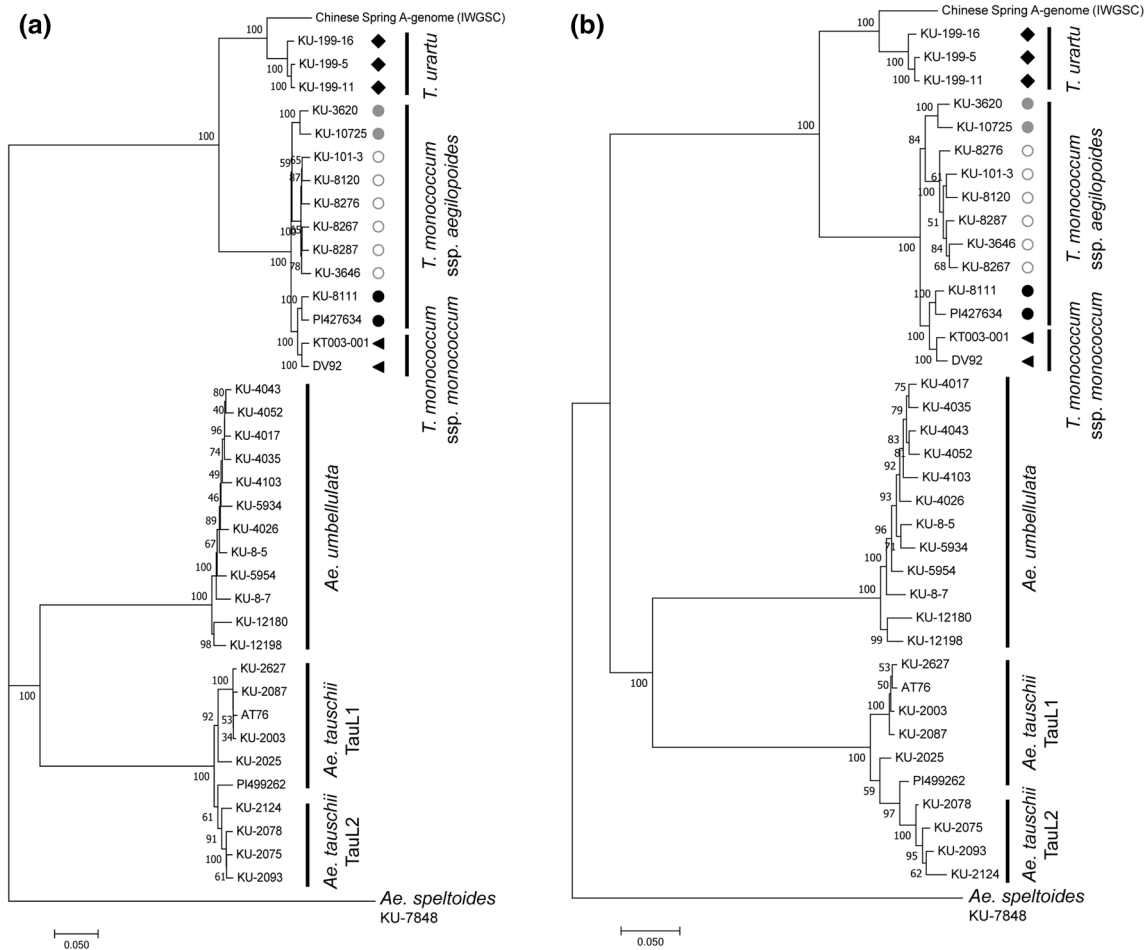 (a)
Chinese Spring A-genome (IWGSC)
100
KU-199-16
100
KU-199-5
100
KU-199-11
T. urartu
100
100
KU-3620
KU-10725
59
65
KU-101-3
87
KU-8120
KU-8276
100
65
KU-8267
KU-8287
100
78
KU-3646
T. monococcum
ssp. aegilopoides
100
KU-8111
PI427634
KT003-001
100
DV92
T. monococcum
ssp. monococcum
80
KU-4043
40
KU-4052
96
KU-4017
74
KU-4035
49
KU-4103
46
KU-5934
89
KU-4026
67
KU-8-5
100
KU-5954
100
KU-8-7
KU-12180
98
KU-12198
Ae. umbellulata
100
100
KU-2627
KU-2087
92
AT76
53
34
KU-2003
KU-2025
Ae. tauschii
TauL1
100
PI499262
61
KU-2124
91
KU-2078
100
KU-2075
61
KU-2093
Ae. tauschii
TauL2
Ae. speltoides
KU-7848
0.050
(b)
Chinese Spring A-genome (IWGSC)
100
KU-199-16
100
KU-199-5
100
KU-199-11
T. urartu
100
100
KU-3620
KU-10725
84
KU-8276
61
KU-101-3
100
KU-8120
51
KU-8287
84
KU-3646
100
68
KU-8267
T. monococcum
ssp. aegilopoides
100
KU-8111
PI427634
KT003-001
100
DV92
T. monococcum
ssp. monococcum
75
KU-4017
79
KU-4035
83
KU-4043
81
KU-4052
92
KU-4103
93
KU-4026
96
KU-8-5
71
KU-5934
100
KU-5954
100
KU-8-7
KU-12180
99
KU-12198
Ae. umbellulata
100
53
KU-2627
50
AT76
100
KU-2003
KU-2087
100
KU-2025
Ae. tauschii
TauL1
59
PI499262
97
KU-2078
100
KU-2075
95
KU-2093
62
KU-2124
Ae. tauschii
TauL2
Ae. speltoides
KU-7848
0.050